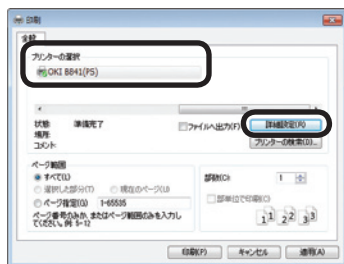 印刷
全般
プリンターの選択
OKI B841(PS)
状態: 準備完了
場所:
コメント:
ファイルへ出力(F)
詳細設定(R)
プリンターの検索(D)...
ページ範囲
すべて(L)
選択した部分(T)
現在のページ(U)
ページ指定(G)
1-65535
ページ番号のみか、またはページ範囲のみを入力し
てください。例: 5-12
部数(C):
1
部単位で印刷(O)
11 22 33
印刷(P)
キャンセル
適用(A)